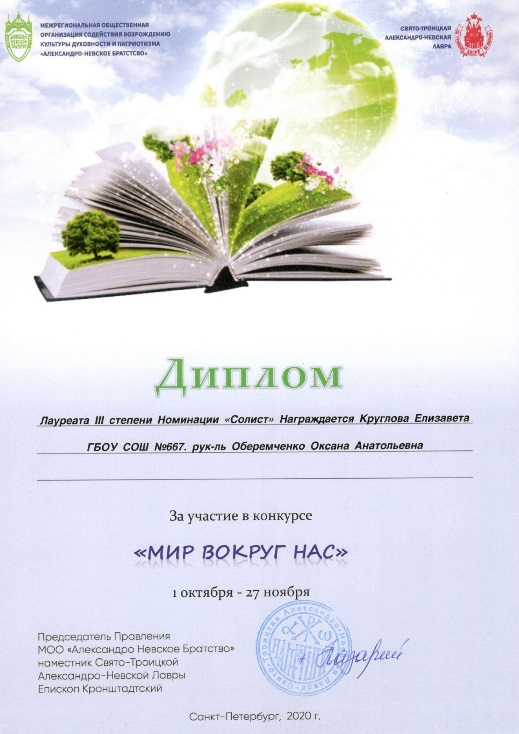 МЕЖРЕГИОНАЛЬНАЯ ОБЩЕСТВЕННАЯ
ОРГАНИЗАЦИЯ СОДЕЙСТВИЯ ВОЗРОЖДЕНИЮ
КУЛЬТУРЫ ДУХОВНОСТИ И ПАТРИОТИЗМА
«АЛЕКСАНДРО-НЕВСКОЕ БРАТСТВО»
СВЯТО-ТРОИЦКАЯ
АЛЕКСАНДРО-НЕВСКАЯ
ЛАВРА
Диплом
Лауреата III степени Номинации «Солист» Награждается Круглова Елизавета
ГБОУ СОШ №667. рук-ль Оберемченко Оксана Анатольевна
За участие в конкурсе
«МИР ВОКРУГ НАС»
1 октября - 27 ноября
Председатель Правления
МОО «Александро Невское Братство»
наместник Свято-Троицкой
Александро-Невской Лавры
Епископ Кронштадтский
+ Назарий
Санкт-Петербург, 2020 г.